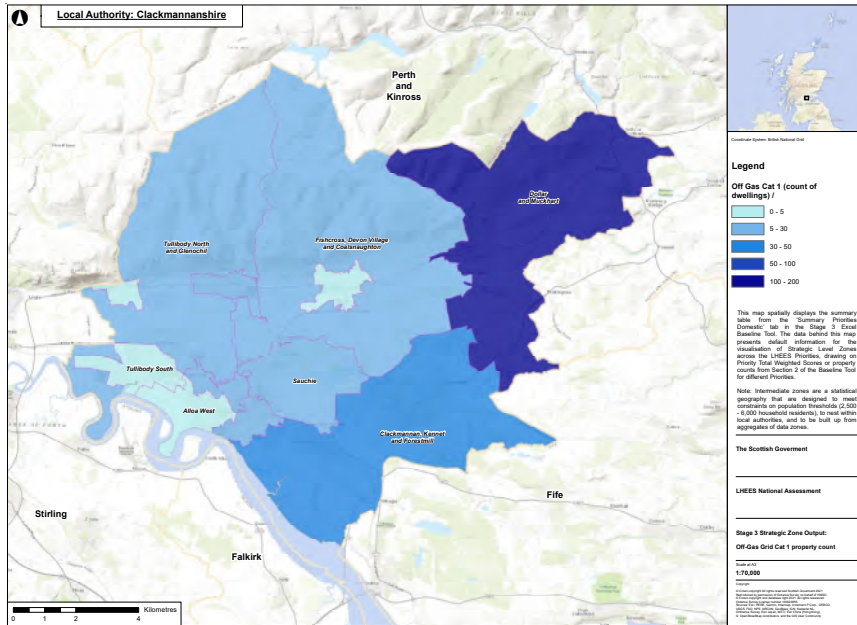 Local Authority: Clackmannanshire
Perth
and
Kinross
Dollar
and Muckhart
Tullibody North
and Glenochil
Fishcross, Devon Village
and Coalsnaughton
Tullibody South
Alloa West
Sauchie
Clackmannan, Kennet
and Forestmill
Stirling
Falkirk
Fife
Kilometres
0 1 2 4
Coordinate System: British National Grid
Legend
Off Gas Cat 1 (count of
dwellings) /
0 - 5
5 - 30
30 - 50
50 - 100
100 - 200
This map spatially displays the summary
table from the 'Summary Priorities
Domestic' tab in the Stage 3 Excel
Baseline Tool. The data behind this map
presents default information for the
visualisation of Strategic Level Zones
across the LHEES Priorities, drawing on
Priority Total Weighted Scores or property
counts from Section 2 of the Baseline Tool
for different Priorities.
Note: Intermediate zones are a statistical
geography that are designed to meet
constraints on population thresholds (2,500
- 6,000 household residents), to nest within
local authorities, and to be built up from
aggregates of data zones.
The Scottish Goverment
LHEES National Assessment
Stage 3 Strategic Zone Output:
Off-Gas Grid Cat 1 property count
Scale at A3
1:70,000
Copyright